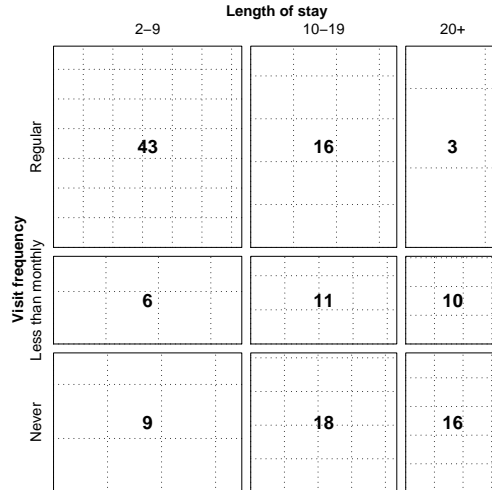 Length of stay
2–9 10–19 20+
Visit frequency
Regular
43 16 3
Less than monthly
6 11 10
Never
9 18 16